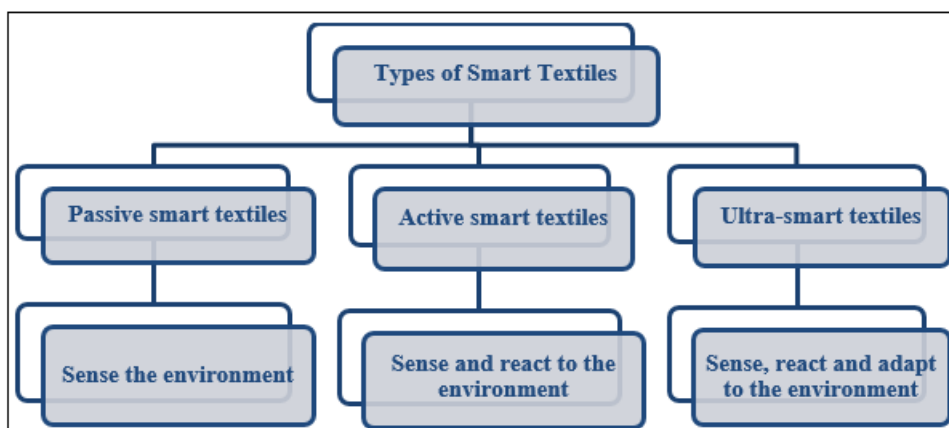 Types of Smart Textiles
Passive smart textiles
Active smart textiles
Ultra-smart textiles
Sense the environment
Sense and react to the
environment
Sense, react and adapt
to the environment